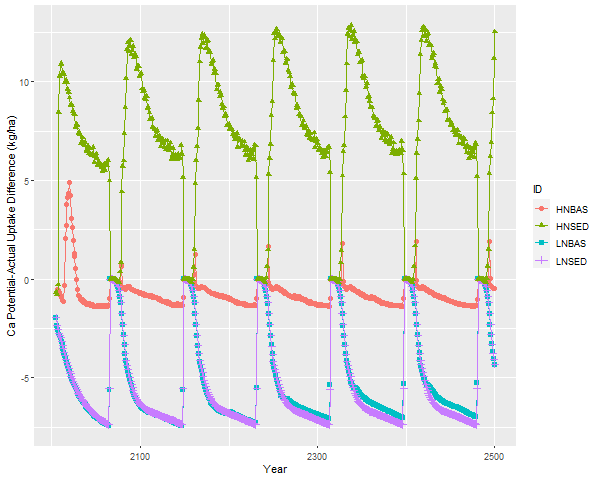 Ca Potential-Actual Uptake Difference (kg/ha)
10
5
0
-5
2100
2300
2500
Year
ID
HNBAS
HNSED
LNBAS
LNSED